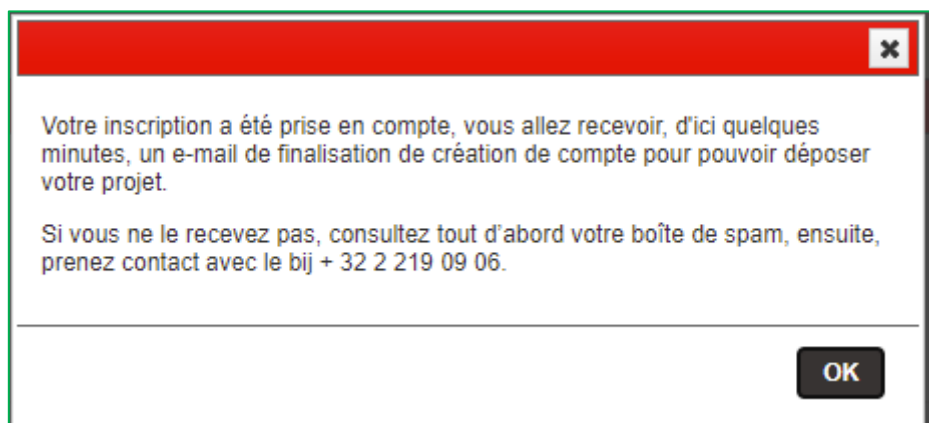 Votre inscription a été prise en compte, vous allez recevoir, d'ici quelques
minutes, un e-mail de finalisation de création de compte pour pouvoir déposer
votre projet.
Si vous ne le recevez pas, consultez tout d’abord votre boîte de spam, ensuite,
prenez contact avec le bij + 32 2 219 09 06.
OK